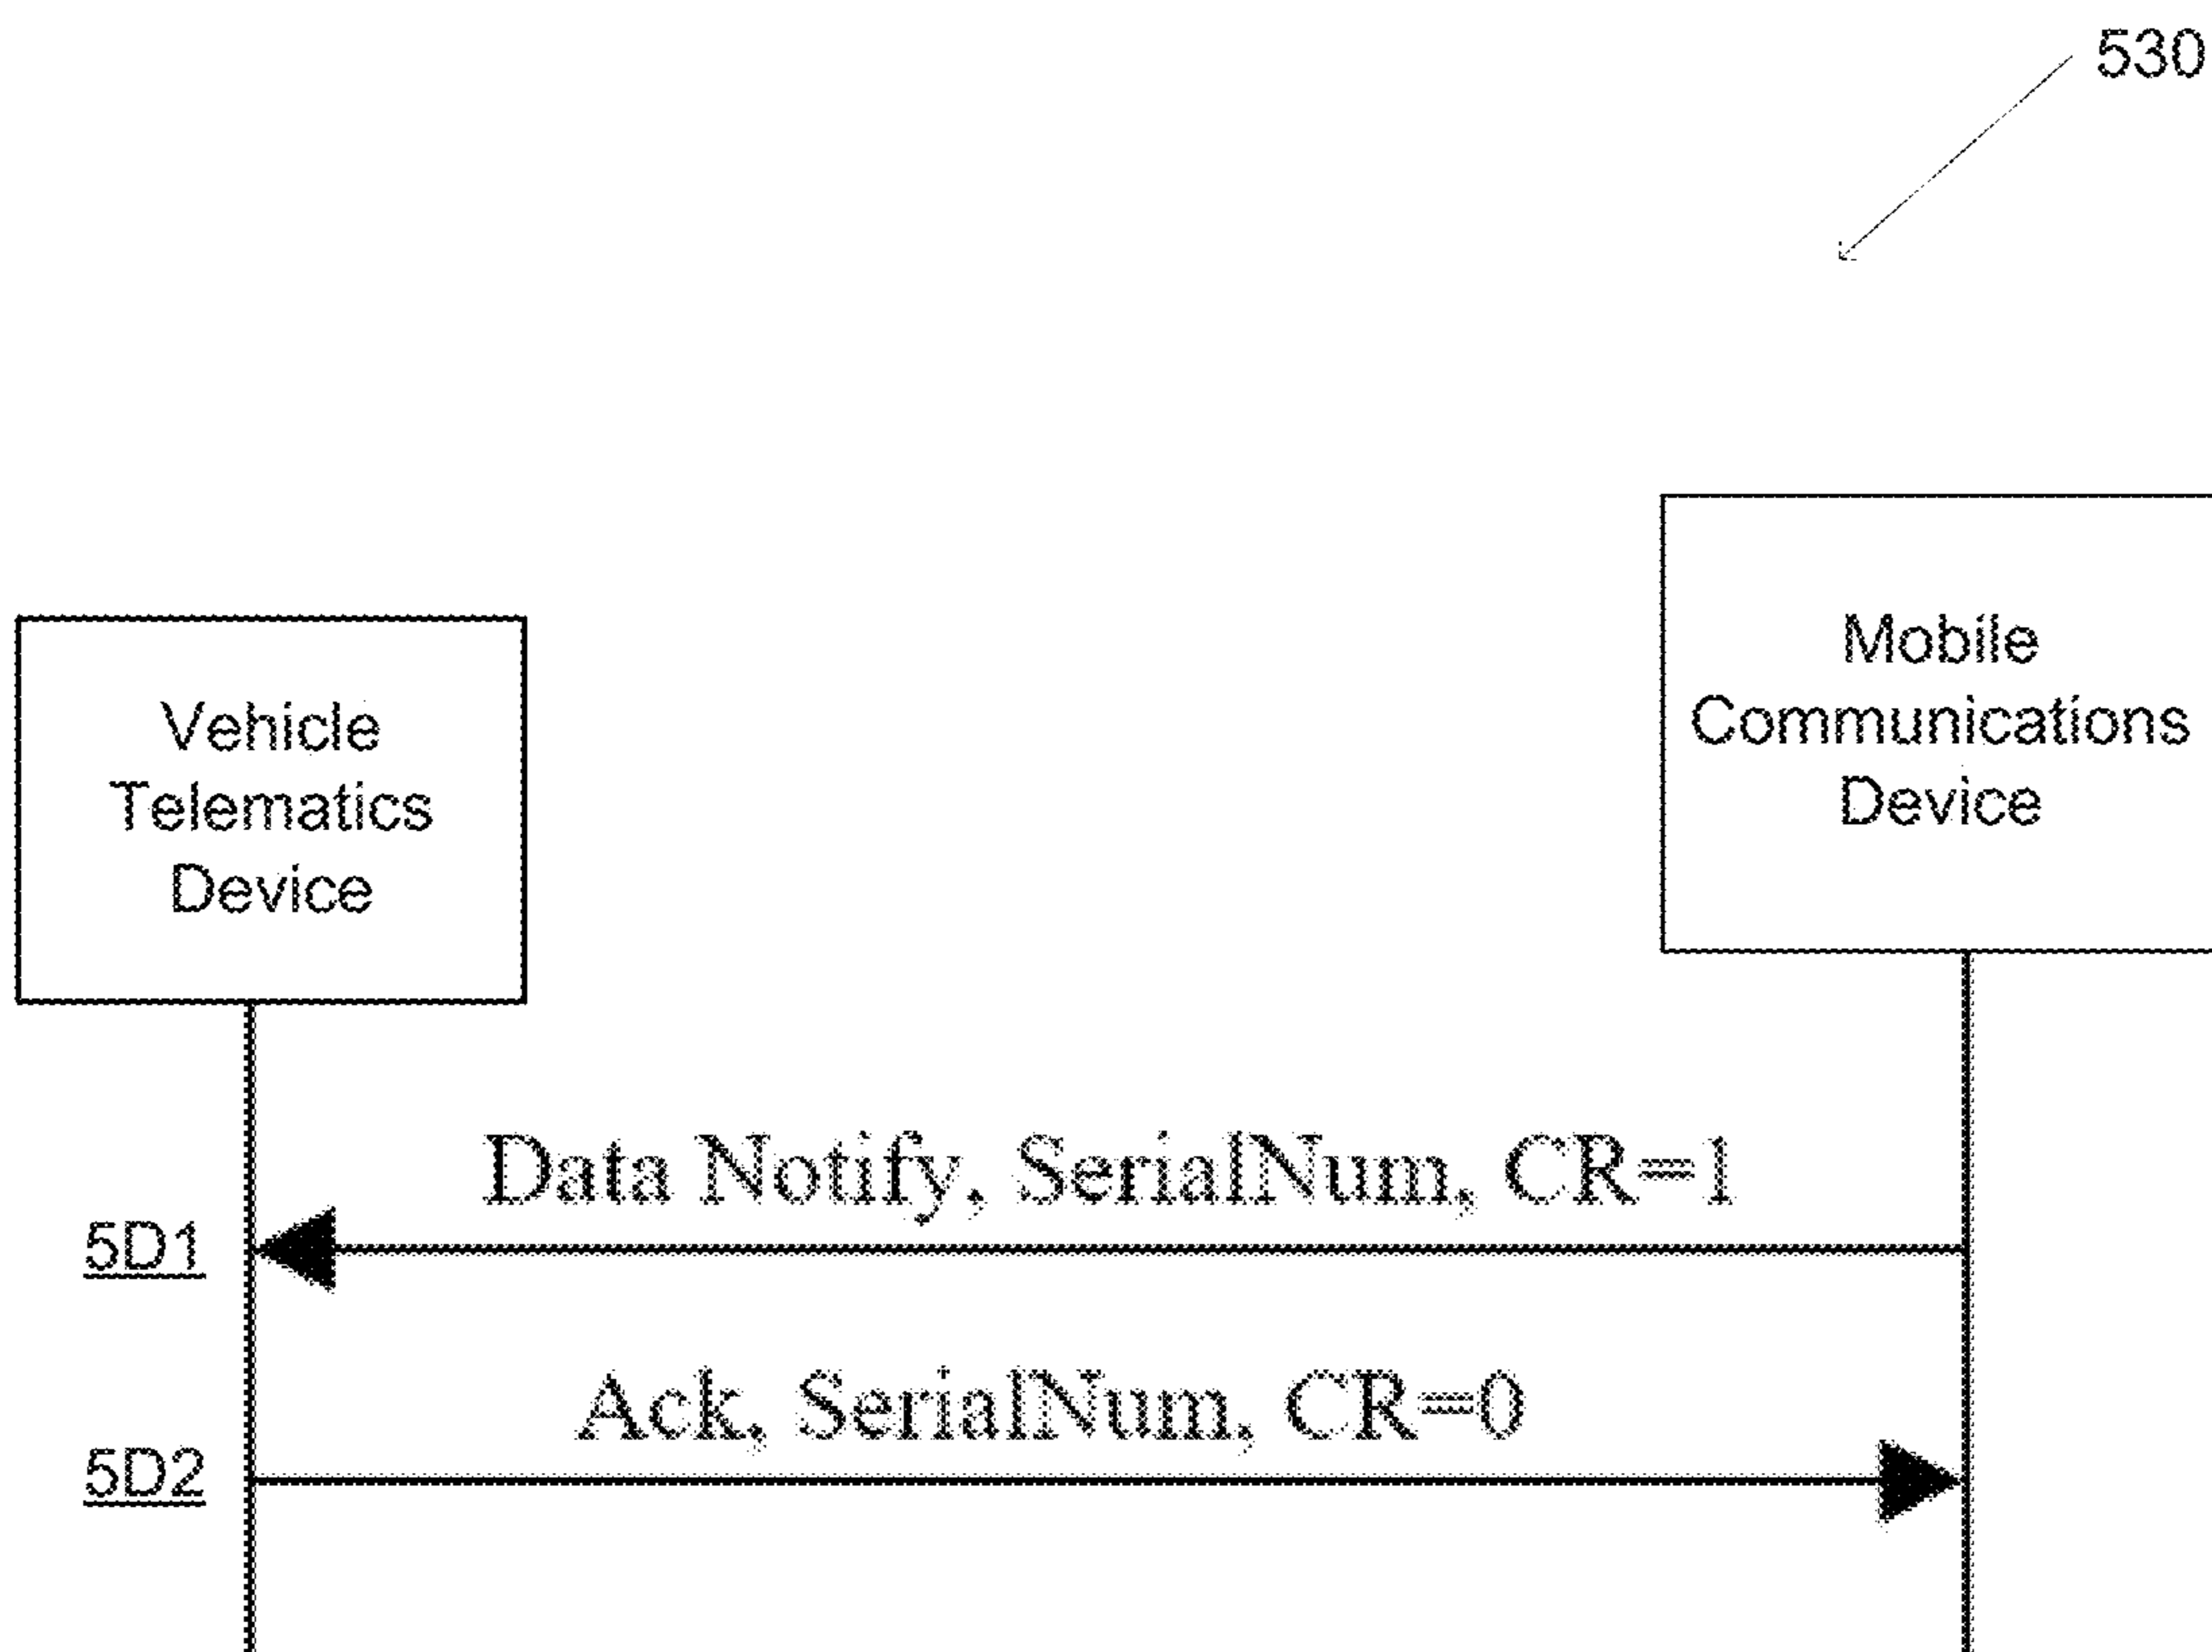 530
Vehicle
Telematics
Device
Mobile
Communications
Device
Data Notify, SerialNum, CR=1
5D1
Ack, SerialNum, CR=0
5D2